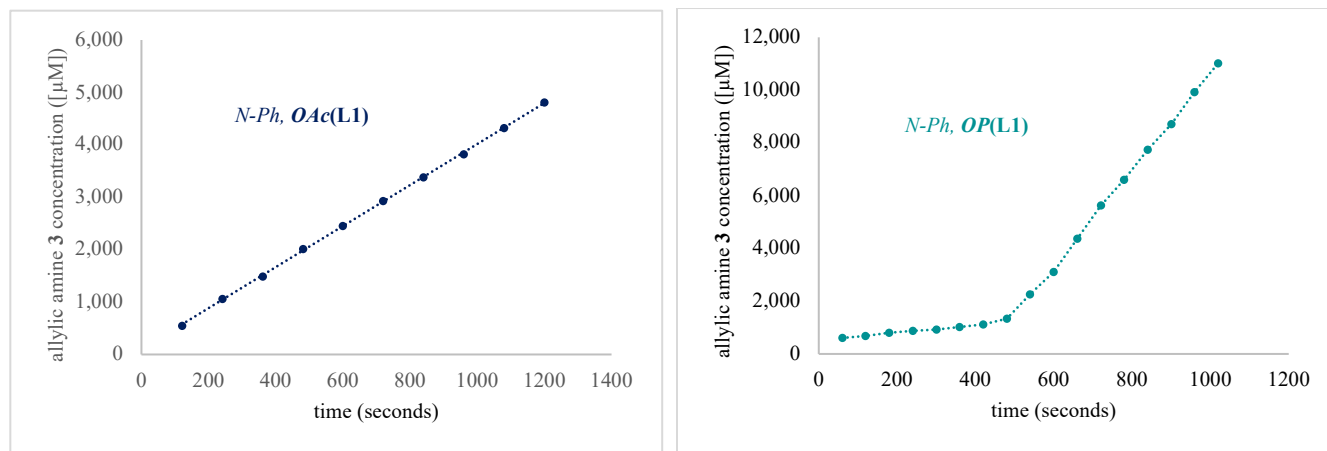 allylic amine 3 concentration ([µM])
6,000
5,000
4,000
3,000
2,000
1,000
0
N-Ph, OAc(L1)
0 200 400 600 800 1000 1200 1400
time (seconds)
allylic amine 3 concentration ([µM])
12,000
10,000
8,000
6,000
4,000
2,000
0
N-Ph, OP(L1)
0 200 400 600 800 1000 1200
time (seconds)